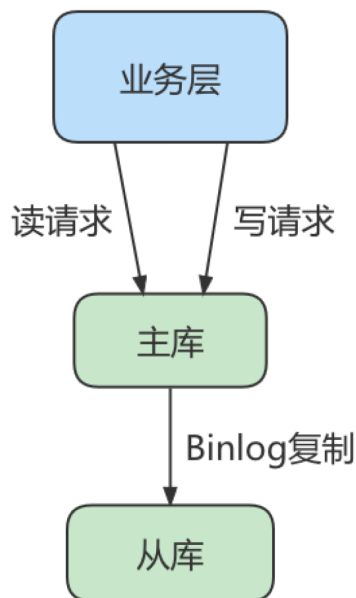 业务层
读请求
写请求
主库
Binlog复制
从库